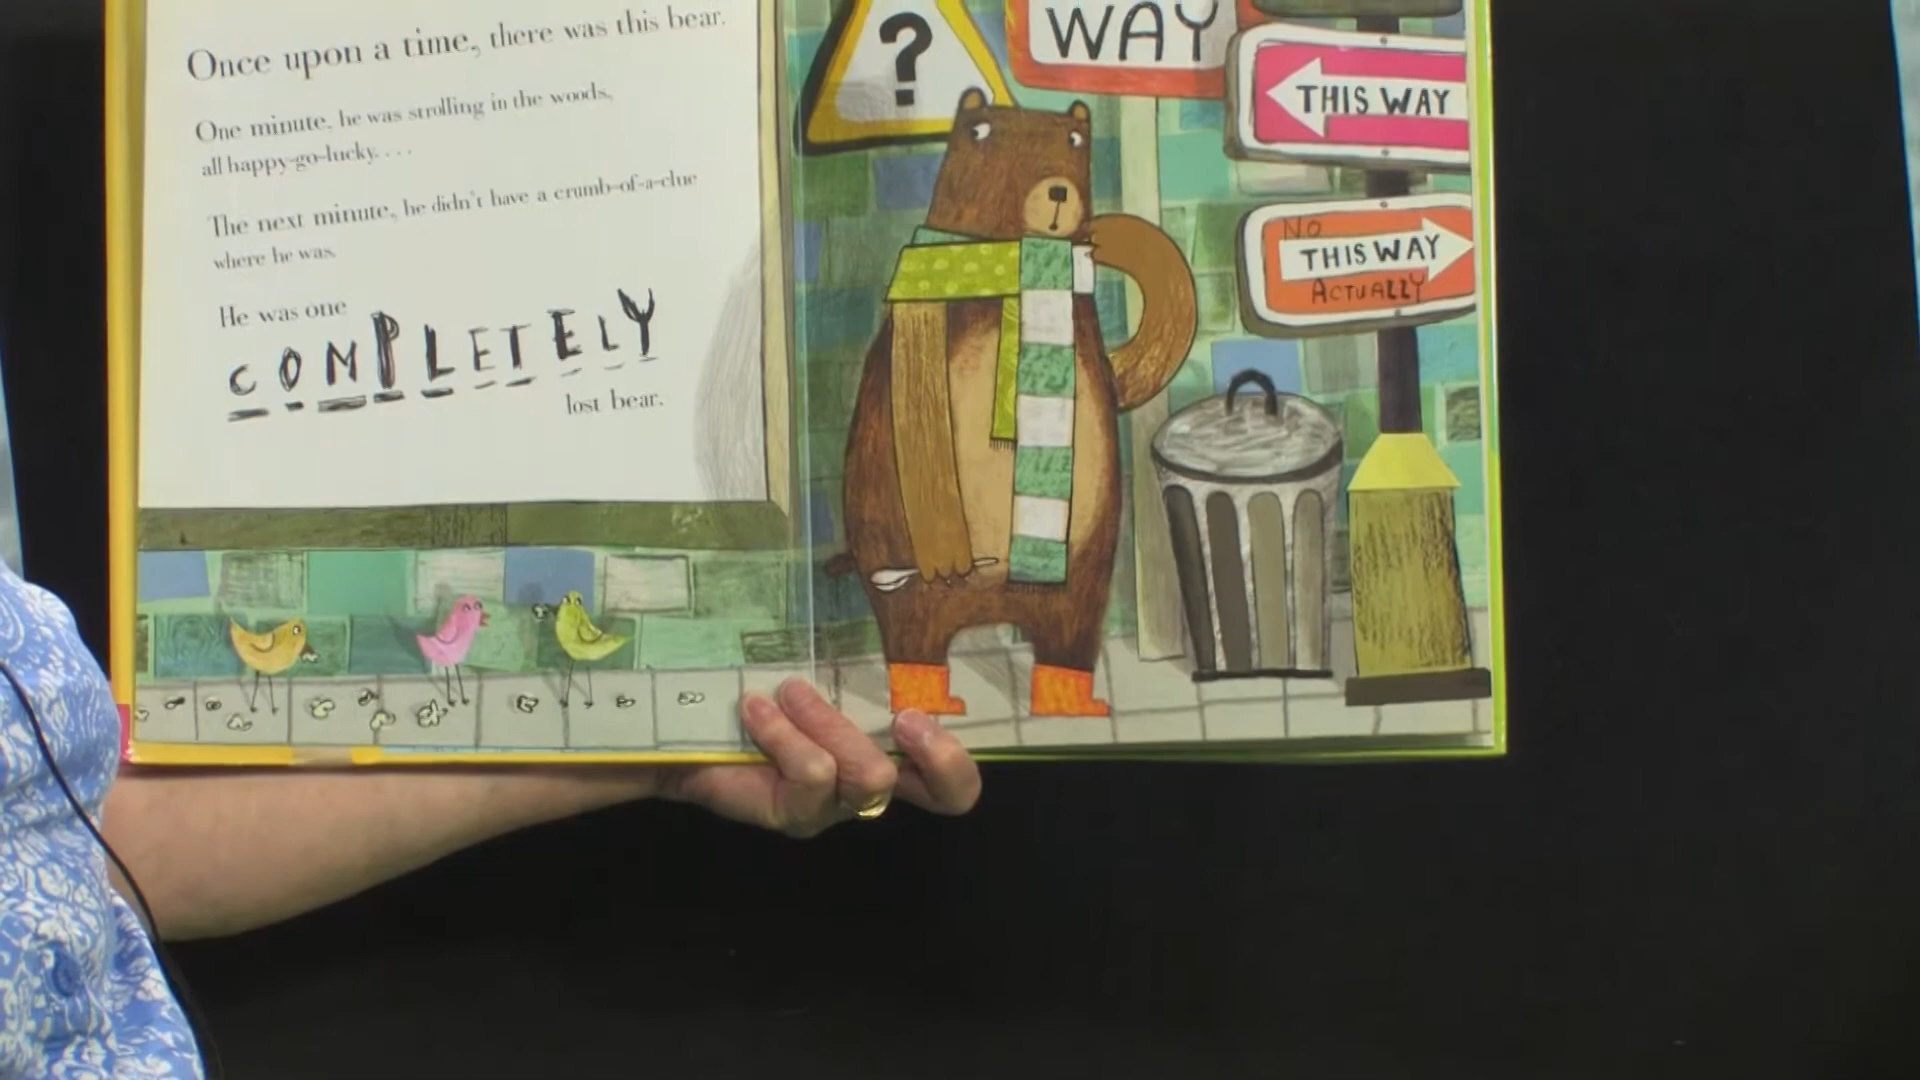 Once upon a time, there was this bear.
One minute, he was strolling in the woods,
all happy-go-lucky. . . .
The next minute, he didn't have a crumb-of-a-clue
where he was.
He was one
COMPLETELY
lost bear.
?
WAY
THIS WAY
NO
THIS WAY
ACTUALLY